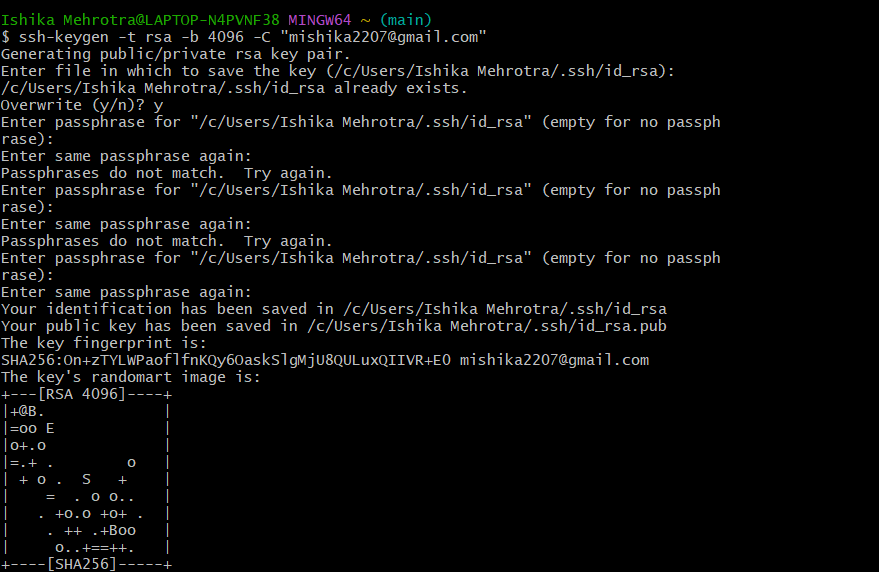 Ishika Mehrotra@LAPTOP-N4PVNF38 MINGW64 ~ (main)
$ ssh-keygen -t rsa -b 4096 -C "mishika2207@gmail.com"
Generating public/private rsa key pair.
Enter file in which to save the key (/c/Users/Ishika Mehrotra/.ssh/id_rsa):
/c/Users/Ishika Mehrotra/.ssh/id_rsa already exists.
Overwrite (y/n)? y
Enter passphrase for "/c/Users/Ishika Mehrotra/.ssh/id_rsa" (empty for no passph
rase):
Enter same passphrase again:
Passphrases do not match.  Try again.
Enter passphrase for "/c/Users/Ishika Mehrotra/.ssh/id_rsa" (empty for no passph
rase):
Enter same passphrase again:
Passphrases do not match.  Try again.
Enter passphrase for "/c/Users/Ishika Mehrotra/.ssh/id_rsa" (empty for no passph
rase):
Enter same passphrase again:
Your identification has been saved in /c/Users/Ishika Mehrotra/.ssh/id_rsa
Your public key has been saved in /c/Users/Ishika Mehrotra/.ssh/id_rsa.pub
The key fingerprint is:
SHA256:On+zTYLWPaoflfnKQy6OaskSlgMjU8QULuxQIIVR+E0 mishika2207@gmail.com
The key's randomart image is:
+---[RSA 4096]----+
|+@B.             |
|=oo E            |
|o+.o             |
|=.+ .        o   |
| + o .  S   +    |
|    =  . o o..   |
|   . +o.o +o+ .  |
|    . ++ .+Boo   |
|     o..+==++.   |
+----[SHA256]-----+